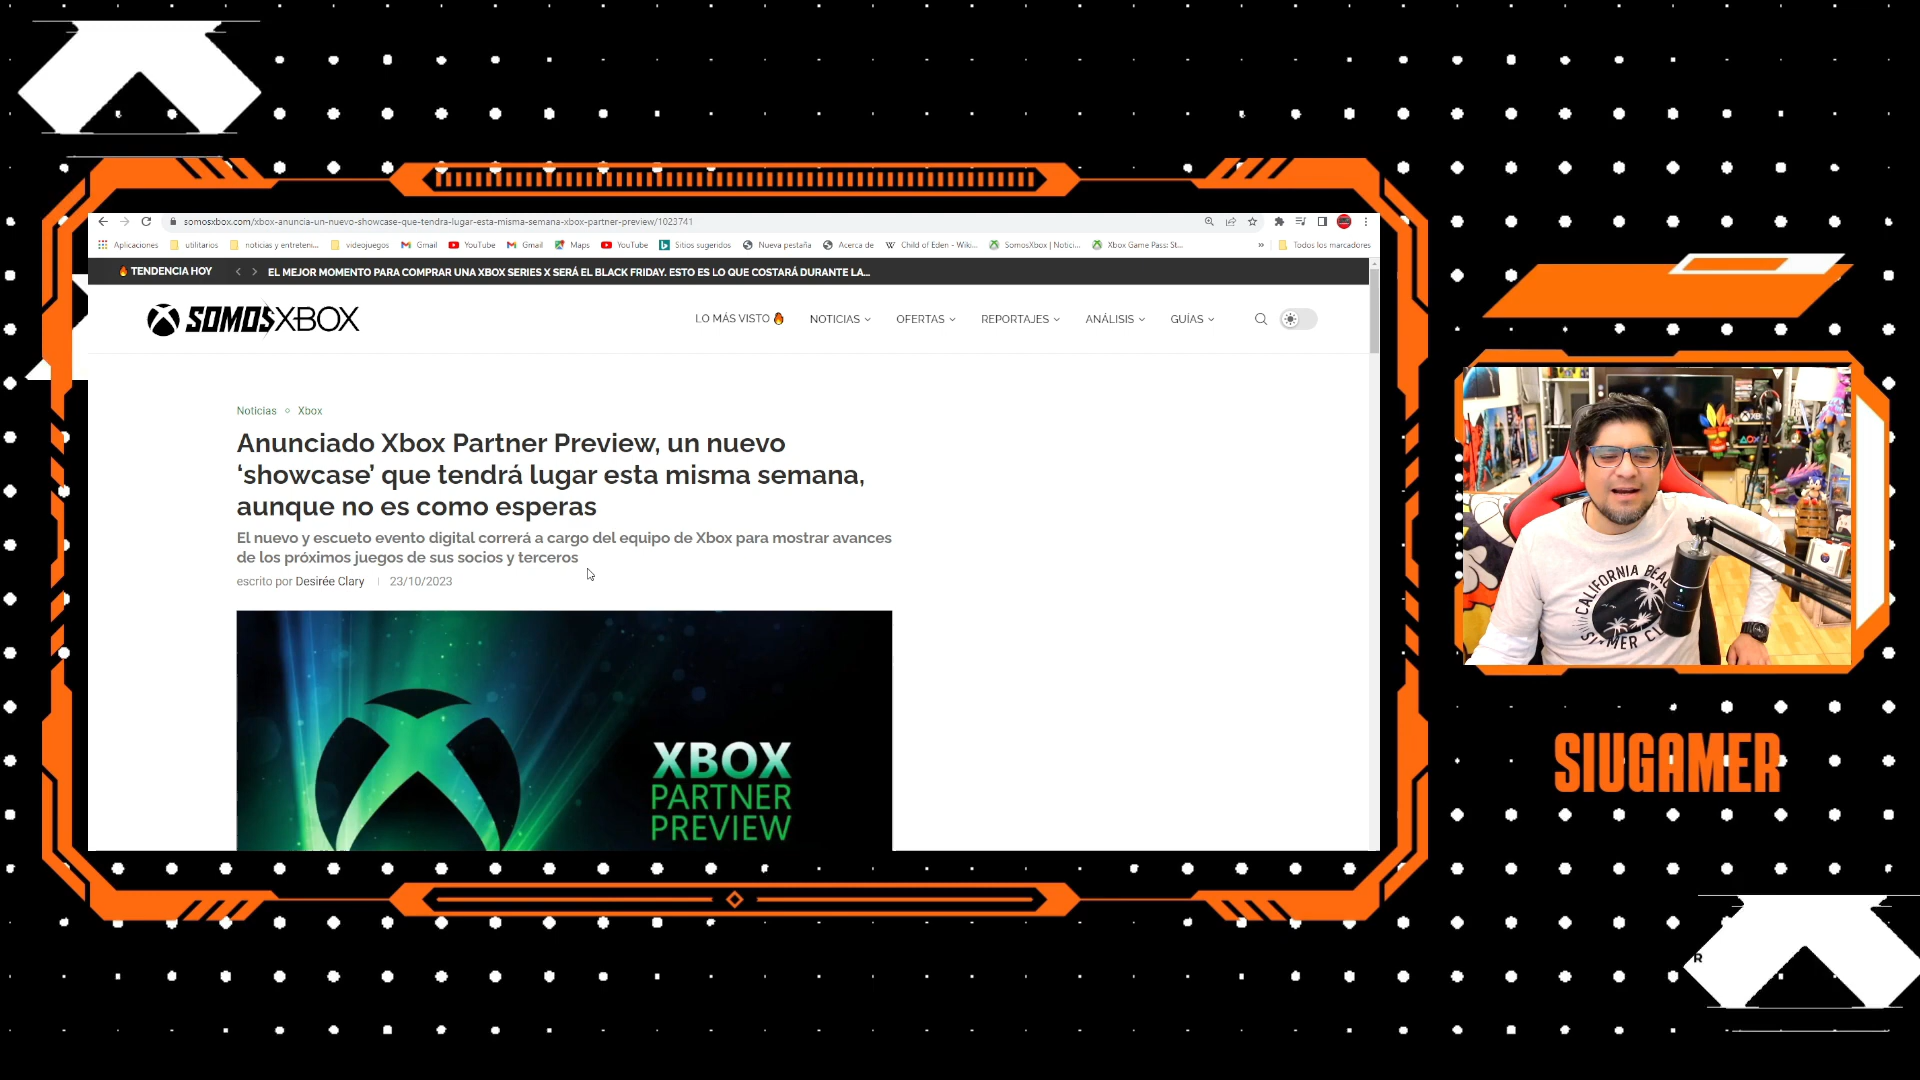 somosxbox.com/xbox-anuncia-un-nuevo-showcase-que-tendra-lugar-esta-misma-semana-xbox-partner-preview/1023741
Aplicaciones utilitarios noticias y entreteni... videojuegos Gmail YouTube Gmail Maps YouTube Sitios sugeridos Nueva pestaña Acerca de Child of Eden - Wiki... SomosXbox | Notici... Xbox Game Pass: St... » Todos los marcadores
TENDENCIA HOY EL MEJOR MOMENTO PARA COMPRAR UNA XBOX SERIES X SERÁ EL BLACK FRIDAY. ESTO ES LO QUE COSTARÁ DURANTE LA...
SOMOSXBOX
LO MÁS VISTO NOTICIAS OFERTAS REPORTAJES ANÁLISIS GUÍAS
Noticias Xbox
Anunciado Xbox Partner Preview, un nuevo
‘showcase’ que tendrá lugar esta misma semana,
aunque no es como esperas
El nuevo y escueto evento digital correrá a cargo del equipo de Xbox para mostrar avances
de los próximos juegos de sus socios y terceros
escrito por Desirée Clary 23/10/2023
XBOX
PARTNER
PREVIEW
CALIFORNIA BEA
SUMMER CL
SIUGAMER
R